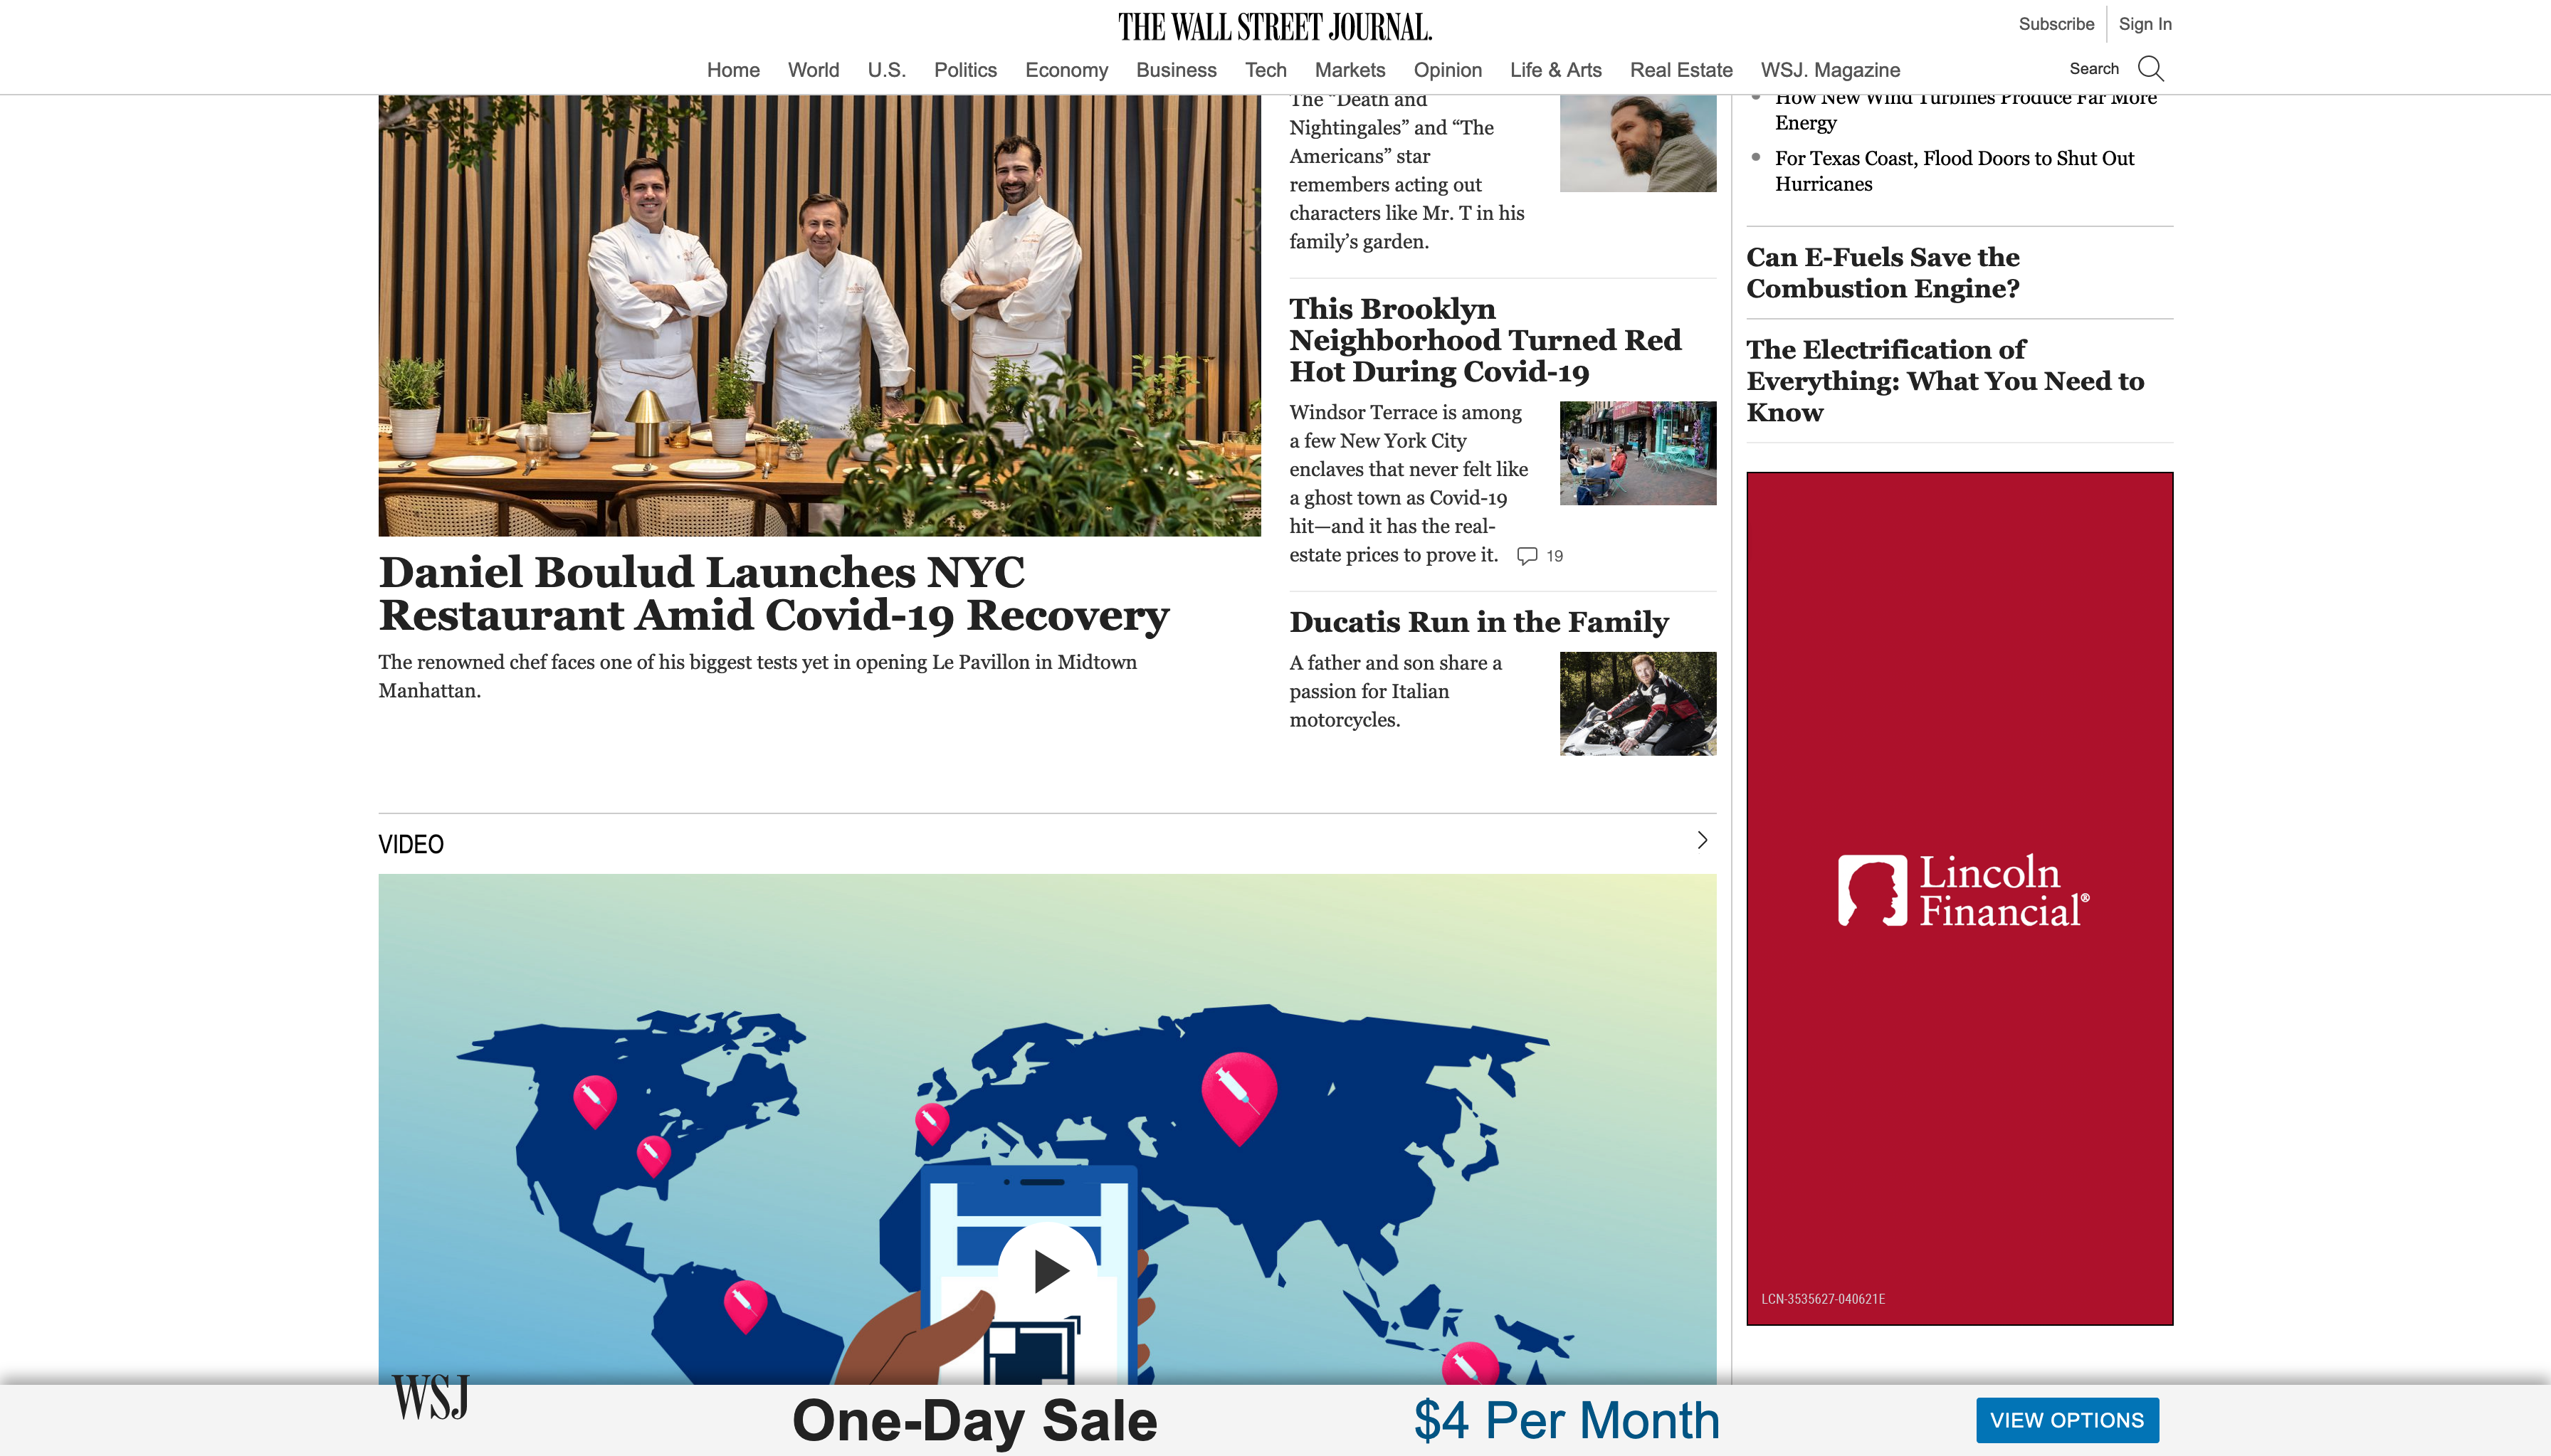 THE WALL STREET JOURNAL.
Subscribe
Sign In
Home World U.S. Politics Economy Business Tech Markets Opinion Life & Arts Real Estate WSJ. Magazine
Search
The "Death and
Nightingales” and “The
Americans” star
remembers acting out
characters like Mr. T in his
family’s garden.
This Brooklyn
Neighborhood Turned Red
Hot During Covid-19
Windsor Terrace is among
a few New York City
enclaves that never felt like
a ghost town as Covid-19
hit—and it has the real-
estate prices to prove it. 19
Ducatis Run in the Family
A father and son share a
passion for Italian
motorcycles.
Daniel Boulud Launches NYC
Restaurant Amid Covid-19 Recovery
The renowned chef faces one of his biggest tests yet in opening Le Pavillon in Midtown
Manhattan.
How New Wind Turbines Produce Far More
Energy
For Texas Coast, Flood Doors to Shut Out
Hurricanes
Can E-Fuels Save the
Combustion Engine?
The Electrification of
Everything: What You Need to
Know
Lincoln
Financial®
LCN-3535627-040621E
VIDEO
WSJ
One-Day Sale
$4 Per Month
VIEW OPTIONS